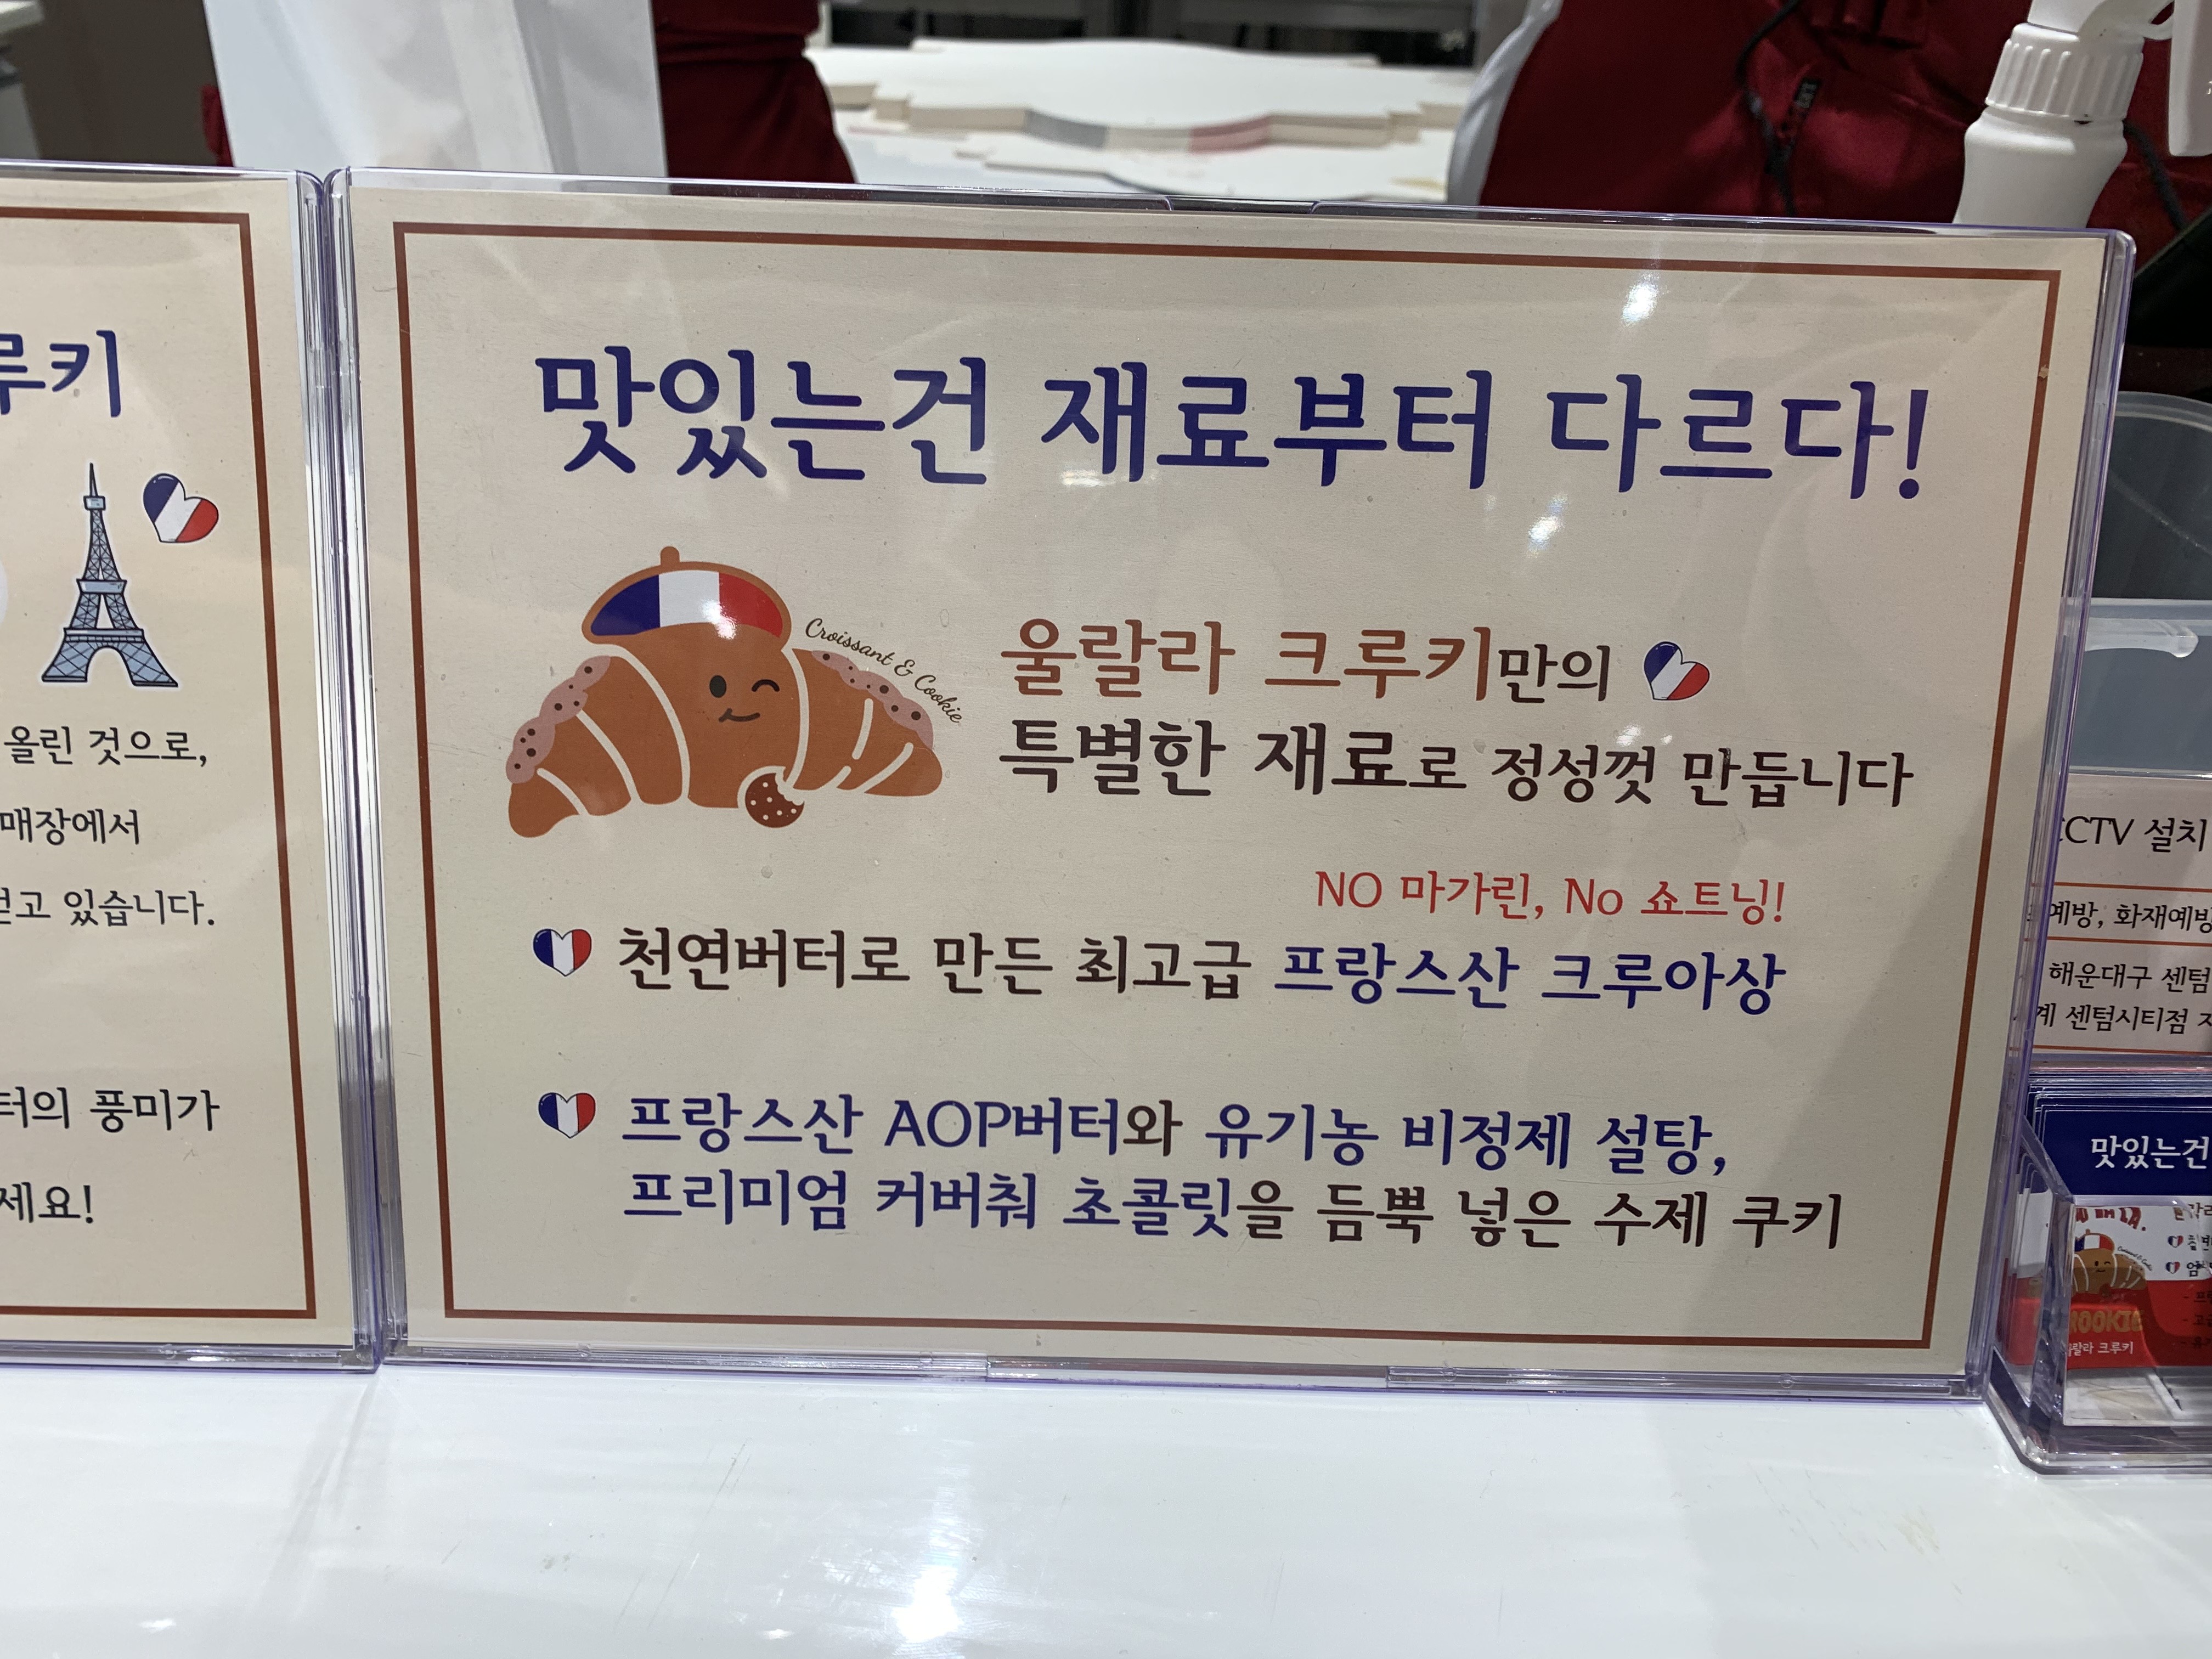 루키
올린 것으로,
매장에서
있습니다.
풍미가
세요!
맛있는건 재료부터 다르다!
Croissant & Cookie
울랄라 크루키만의
특별한 재료로 정성껏 만듭니다
NO 마가린, No 쇼트닝!
천연버터로 만든 최고급 프랑스산 크루아상
프랑스산 AOP버터와 유기농 비정제 설탕,
프리미엄 커버춰 초콜릿을 듬뿍 넣은 수제 쿠키
CCTV 설치
예방, 화재예방
해운대구 센텀
계 센텀시티점
맛있는건
ROOKIE
랄라 크루키